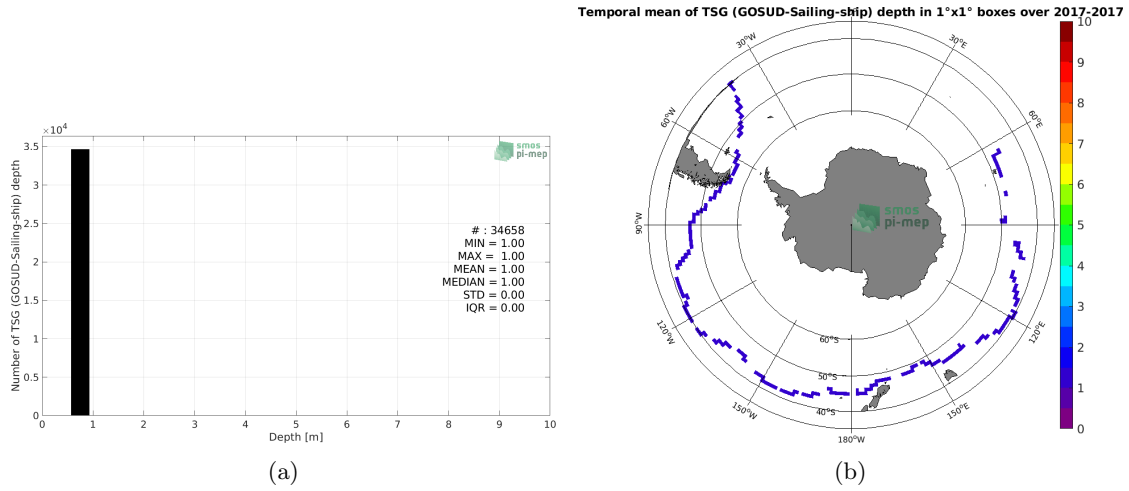 Temporal mean of TSG (GOSUD-Sailing-ship) depth in 1°x1° boxes over 2017-2017
×10⁴
3.5
3
2.5
2
1.5
1
0.5
0
Number of TSG (GOSUD-Sailing-ship) depth
smos
pi-mep
# : 34658
MIN = 1.00
MAX = 1.00
MEAN = 1.00
MEDIAN = 1.00
STD = 0.00
IQR = 0.00
0 1 2 3 4 5 6 7 8 9 10
Depth [m]
(a)
30°W
30°E
60°W
60°E
90°W
smos
pi-mep
120°W
120°E
60°S
50°S
40°S
150°W
150°E
180°W
10
9
8
7
6
5
4
3
2
1
0
(b)